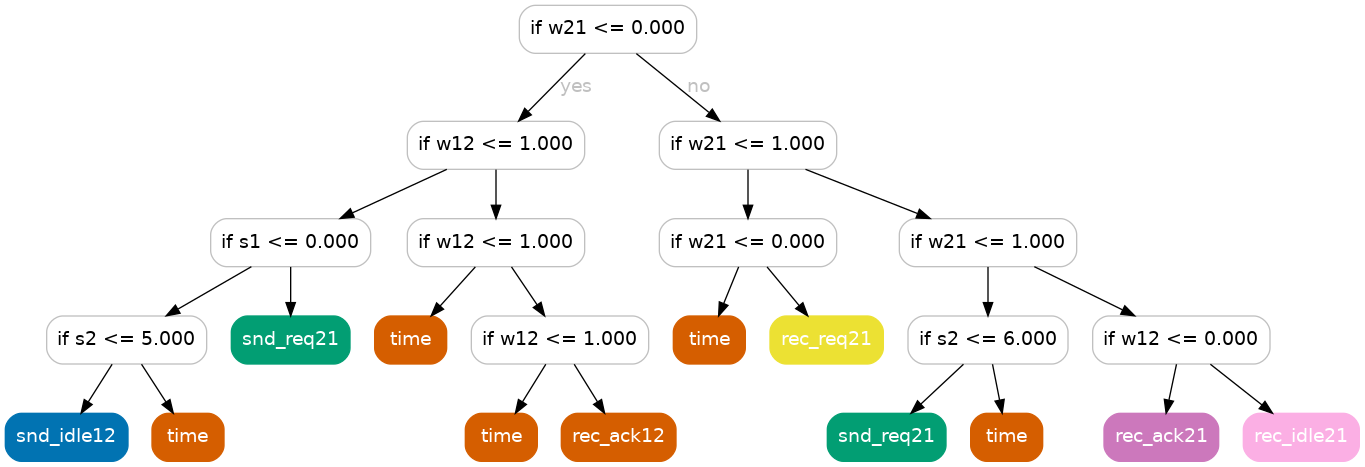 if w21 <= 0.000
yes
no
if w12 <= 1.000
if w21 <= 1.000
if s1 <= 0.000
if w12 <= 1.000
if w21 <= 0.000
if w21 <= 1.000
if s2 <= 5.000
snd_req21
time
if w12 <= 1.000
time
rec_req21
if s2 <= 6.000
if w12 <= 0.000
snd_idle12
time
time
rec_ack12
snd_req21
time
rec_ack21
rec_idle21